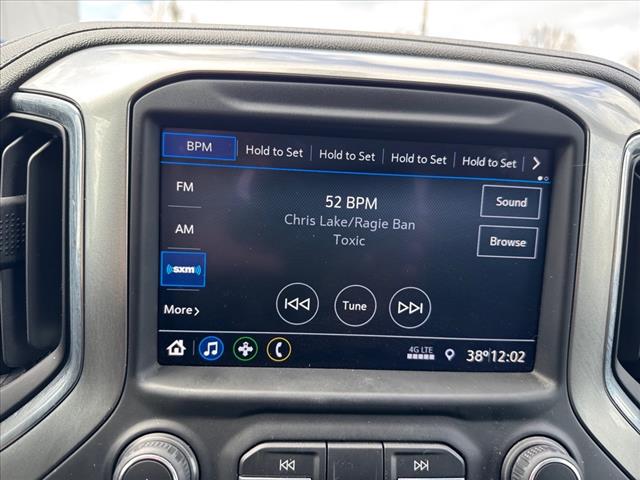 BPM Hold to Set Hold to Set Hold to Set Hold to Set
FM
52 BPM
Sound
Chris Lake/Ragie Ban
AM
Toxic
Browse
sxm
More
Tune
4G LTE
38° 12:02